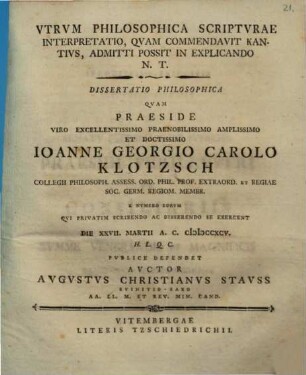 21.
VTRVM PHILOSOPHICA SCRIPTVRAE
INTERPRETATIO, QVAM COMMENDAVIT KAN-
TIVS, ADMITTI POSSIT IN EXPLICANDO
N. T.
DISSERTATIO PHILOSOPHICA
QVAM
PRAESIDE
VIRO EXCELLENTISSIMO PRAENOBILISSIMO AMPLISSIMO
ET DOCTISSIMO
IOANNE GEORGIO CAROLO
KLOTZSCH
COLLEGII PHILOSOPH. ASSESS. ORD. PHIL. PROF. EXTRAORD. ET REGIAE
SOC. GERM. REGIOM. MEMBR.
E NVMERO EORVM
QVI PRIVATIM SCRIBENDO AC DISSERENDO SE EXERCENT
DIE XXVII. MARTII A. C. cIɔIɔccxcv.
H. L. Q. C.
PVBLICE DEFENDET
AVCTOR
AVGVSTVS CHRISTIANVS STAVSS
AA. LL. M. ET REV. MIN. CAND.
VITEMBERGAE
LITERIS TZSCHIEDRICHII.